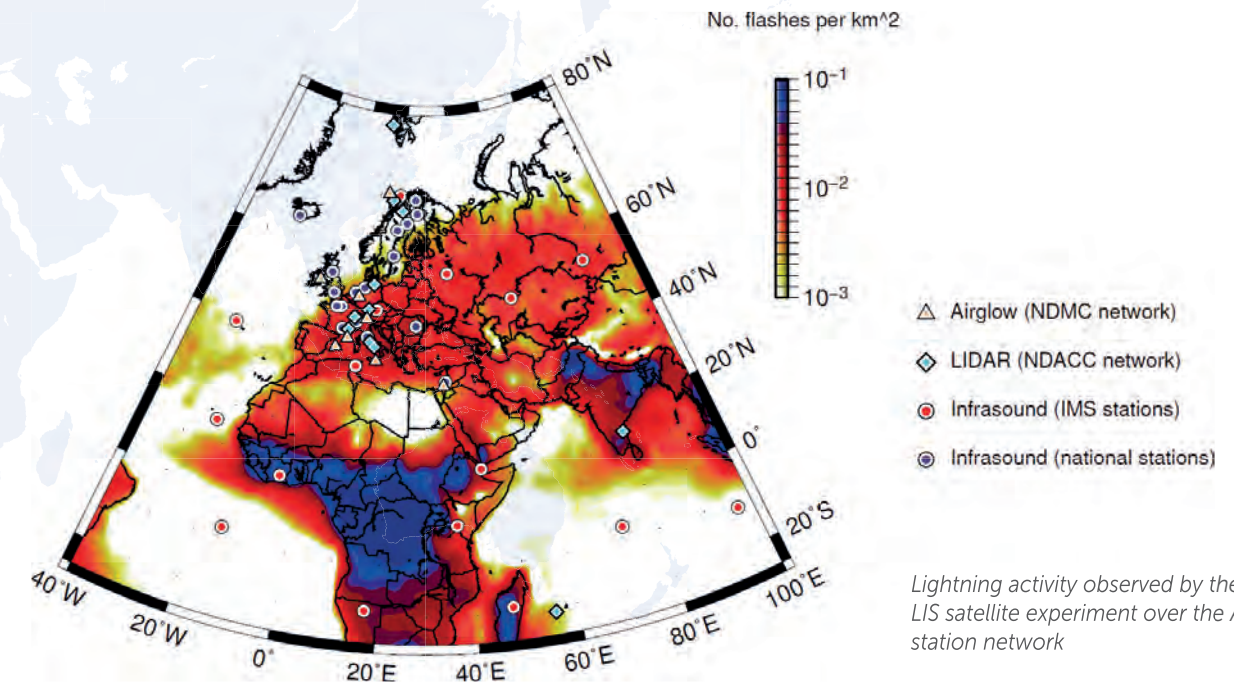 No. flashes per km^2
80˚N
10−1
60˚N
10−2
40˚N
10−3
Airglow (NDMC network)
20˚N
LIDAR (NDACC network)
Infrasound (IMS stations)
0˚
Infrasound (national stations)
20˚S
40˚W
100˚E
Lightning activity observed by the
20˚W
80˚E
LIS satellite experiment over the
0˚
60˚E
station network
20˚E
40˚E